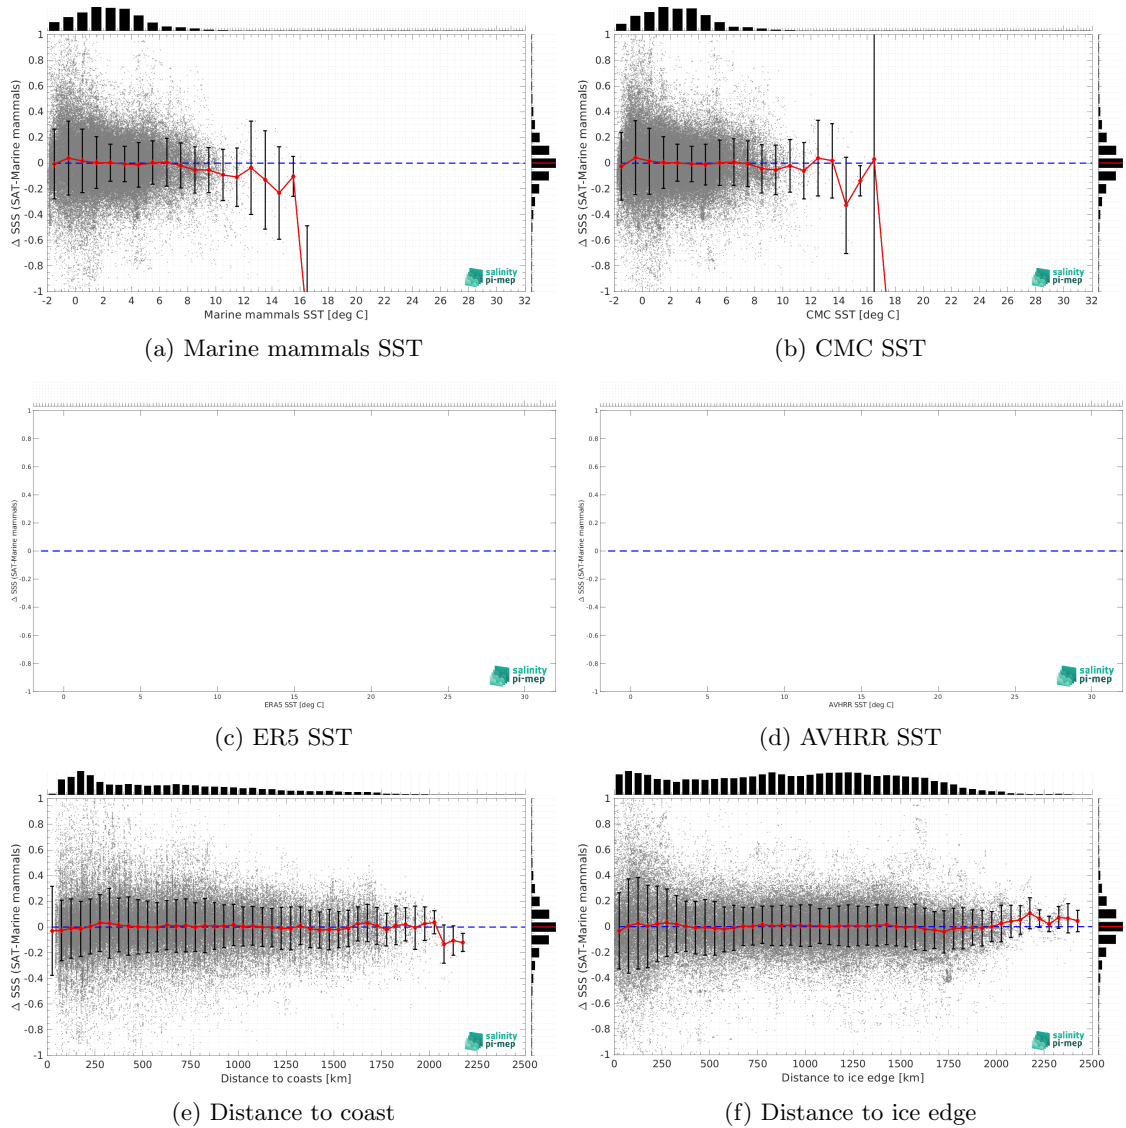 1
0.8
0.6
0.4
0.2
0
-0.2
-0.4
-0.6
-0.8
-1
Δ SSS (SAT-Marine mammals)
-2 0 2 4 6 8 10 12 14 16 18 20 22 24 26 28 30 32
Marine mammals SST [deg C]
salinity
pi-mep
(a) Marine mammals SST
1
0.8
0.6
0.4
0.2
0
-0.2
-0.4
-0.6
-0.8
-1
Δ SSS (SAT-Marine mammals)
-2 0 2 4 6 8 10 12 14 16 18 20 22 24 26 28 30 32
CMC SST [deg C]
salinity
pi-mep
(b) CMC SST
1
0.8
0.6
0.4
0.2
0
-0.2
-0.4
-0.6
-0.8
-1
Δ SSS (SAT-Marine mammals)
0 5 10 15 20 25 30
ERA5 SST [deg C]
salinity
pi-mep
(c) ER5 SST
1
0.8
0.6
0.4
0.2
0
-0.2
-0.4
-0.6
-0.8
-1
Δ SSS (SAT-Marine mammals)
0 5 10 15 20 25 30
AVHRR SST [deg C]
salinity
pi-mep
(d) AVHRR SST
1
0.8
0.6
0.4
0.2
0
-0.2
-0.4
-0.6
-0.8
-1
Δ SSS (SAT-Marine mammals)
0 250 500 750 1000 1250 1500 1750 2000 2250 2500
Distance to coasts [km]
salinity
pi-mep
(e) Distance to coast
1
0.8
0.6
0.4
0.2
0
-0.2
-0.4
-0.6
-0.8
-1
Δ SSS (SAT-Marine mammals)
0 250 500 750 1000 1250 1500 1750 2000 2250 2500
Distance to ice edge [km]
salinity
pi-mep
(f) Distance to ice edge